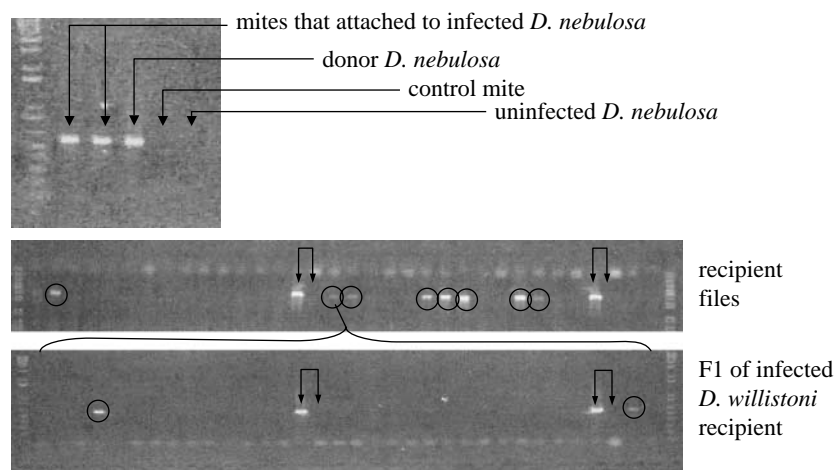 mites that attached to infected D. nebulosa
donor D. nebulosa
control mite
uninfected D. nebulosa
recipient
files
F1 of infected
D. willistoni
recipient